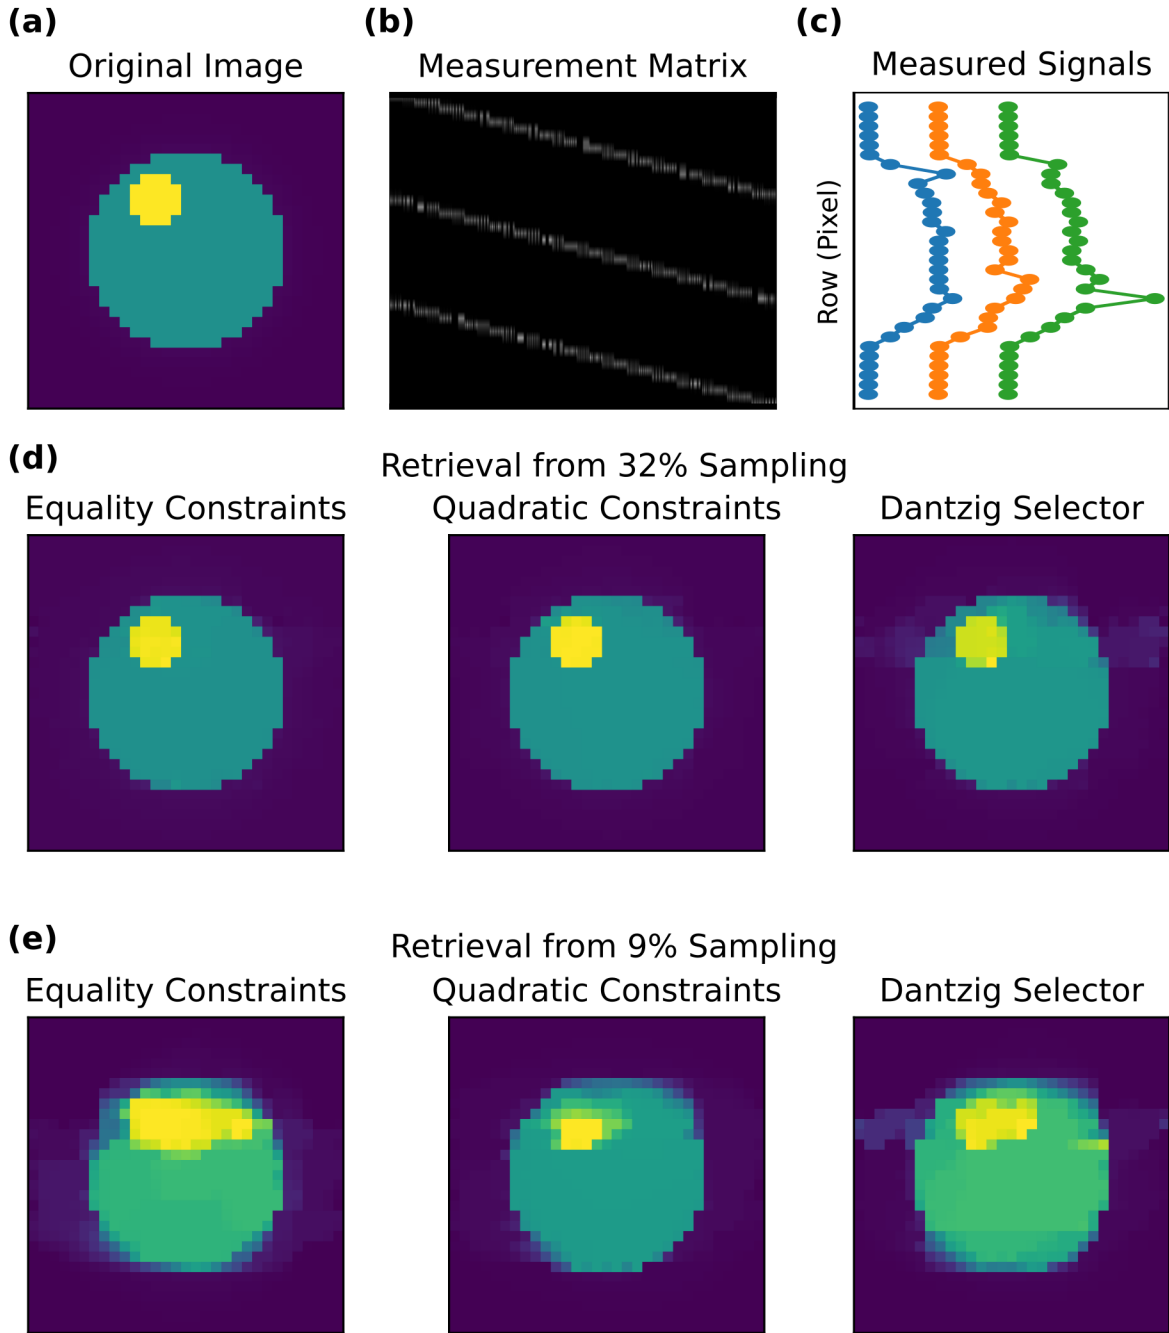 (a)
Original Image
(b)
Measurement Matrix
(c)
Measured Signals
Row (Pixel)
(d)
Retrieval from 32% Sampling
Equality Constraints
Quadratic Constraints
Dantzig Selector
(e)
Retrieval from 9% Sampling
Equality Constraints
Quadratic Constraints
Dantzig Selector